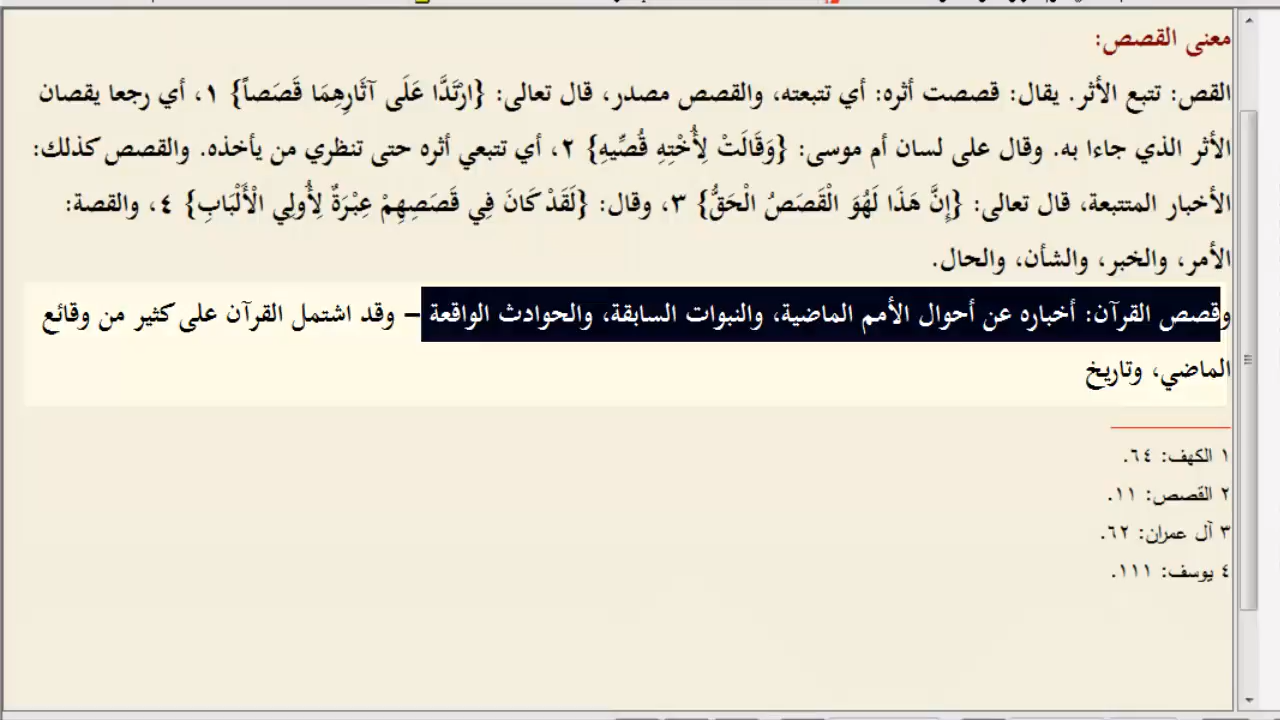 معنى القصص:
القص: تتبع الأثر. يقال: قصصت أثره: أي تتبعته، والقصص مصدر، قال تعالى: {ارْتَدَّا عَلَى آثَارِهِمَا قَصَصاً} ١، أي رجعا يقصان
الأثر الذي جاءا به. وقال على لسان أم موسى: {وَقَالَتْ لِأُخْتِهِ قُصِّيهِ} ٢، أي تتبعي أثره حتى تنظري من يأخذه. والقصص كذلك:
الأخبار المتتبعة، قال تعالى: {إِنَّ هَذَا لَهُوَ الْقَصَصُ الْحَقُّ} ٣، وقال: {لَقَدْ كَانَ فِي قَصَصِهِمْ عِبْرَةٌ لِأُولِي الْأَلْبَابِ} ٤، والقصة:
الأمر، والخبر، والشأن، والحال.
وقصص القرآن: أخباره عن أحوال الأمم الماضية، والنبوات السابقة، والحوادث الواقعة – وقد اشتمل القرآن على كثير من وقائع
الماضي، وتاريخ
١ الكهف: ٦٤.
٢ القصص: ١١.
٣ آل عمران: ٦٢.
٤ يوسف: ١١١.